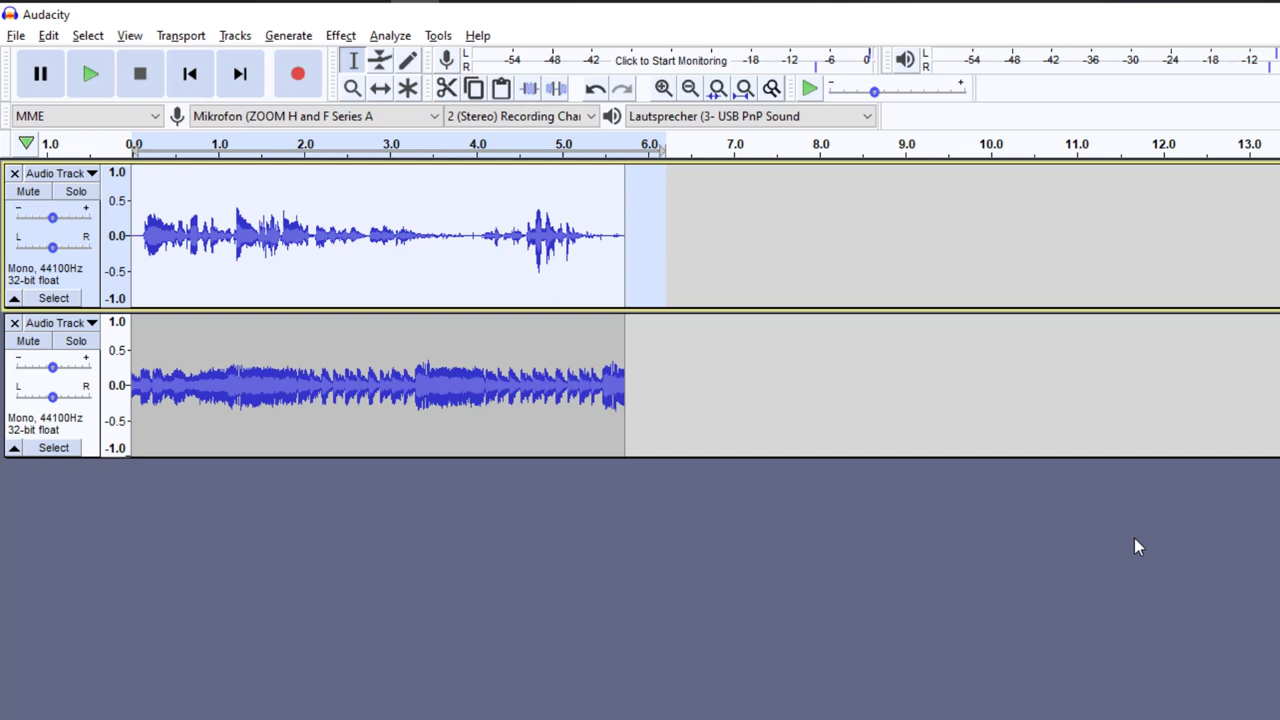 Audacity
File Edit Select View Transport Tracks Generate Effect Analyze Tools Help
L R -54 -48 -42 Click to Start Monitoring -18 -12 -6 0 L R -54 -48 -42 -36 -30 -24 -18 -12
- +
MME Mikrofon (ZOOM H and F Series A 2 (Stereo) Recording Char Lautsprecher (3- USB PnP Sound
1.0 0.0 1.0 2.0 3.0 4.0 5.0 6.0 7.0 8.0 9.0 10.0 11.0 12.0 13.0
Audio Track 1.0
Mute Solo
- + 0.5
L R 0.0
Mono, 44100Hz -0.5
32-bit float
Select -1.0
Audio Track 1.0
Mute Solo
- + 0.5
L R 0.0
Mono, 44100Hz -0.5
32-bit float
Select -1.0